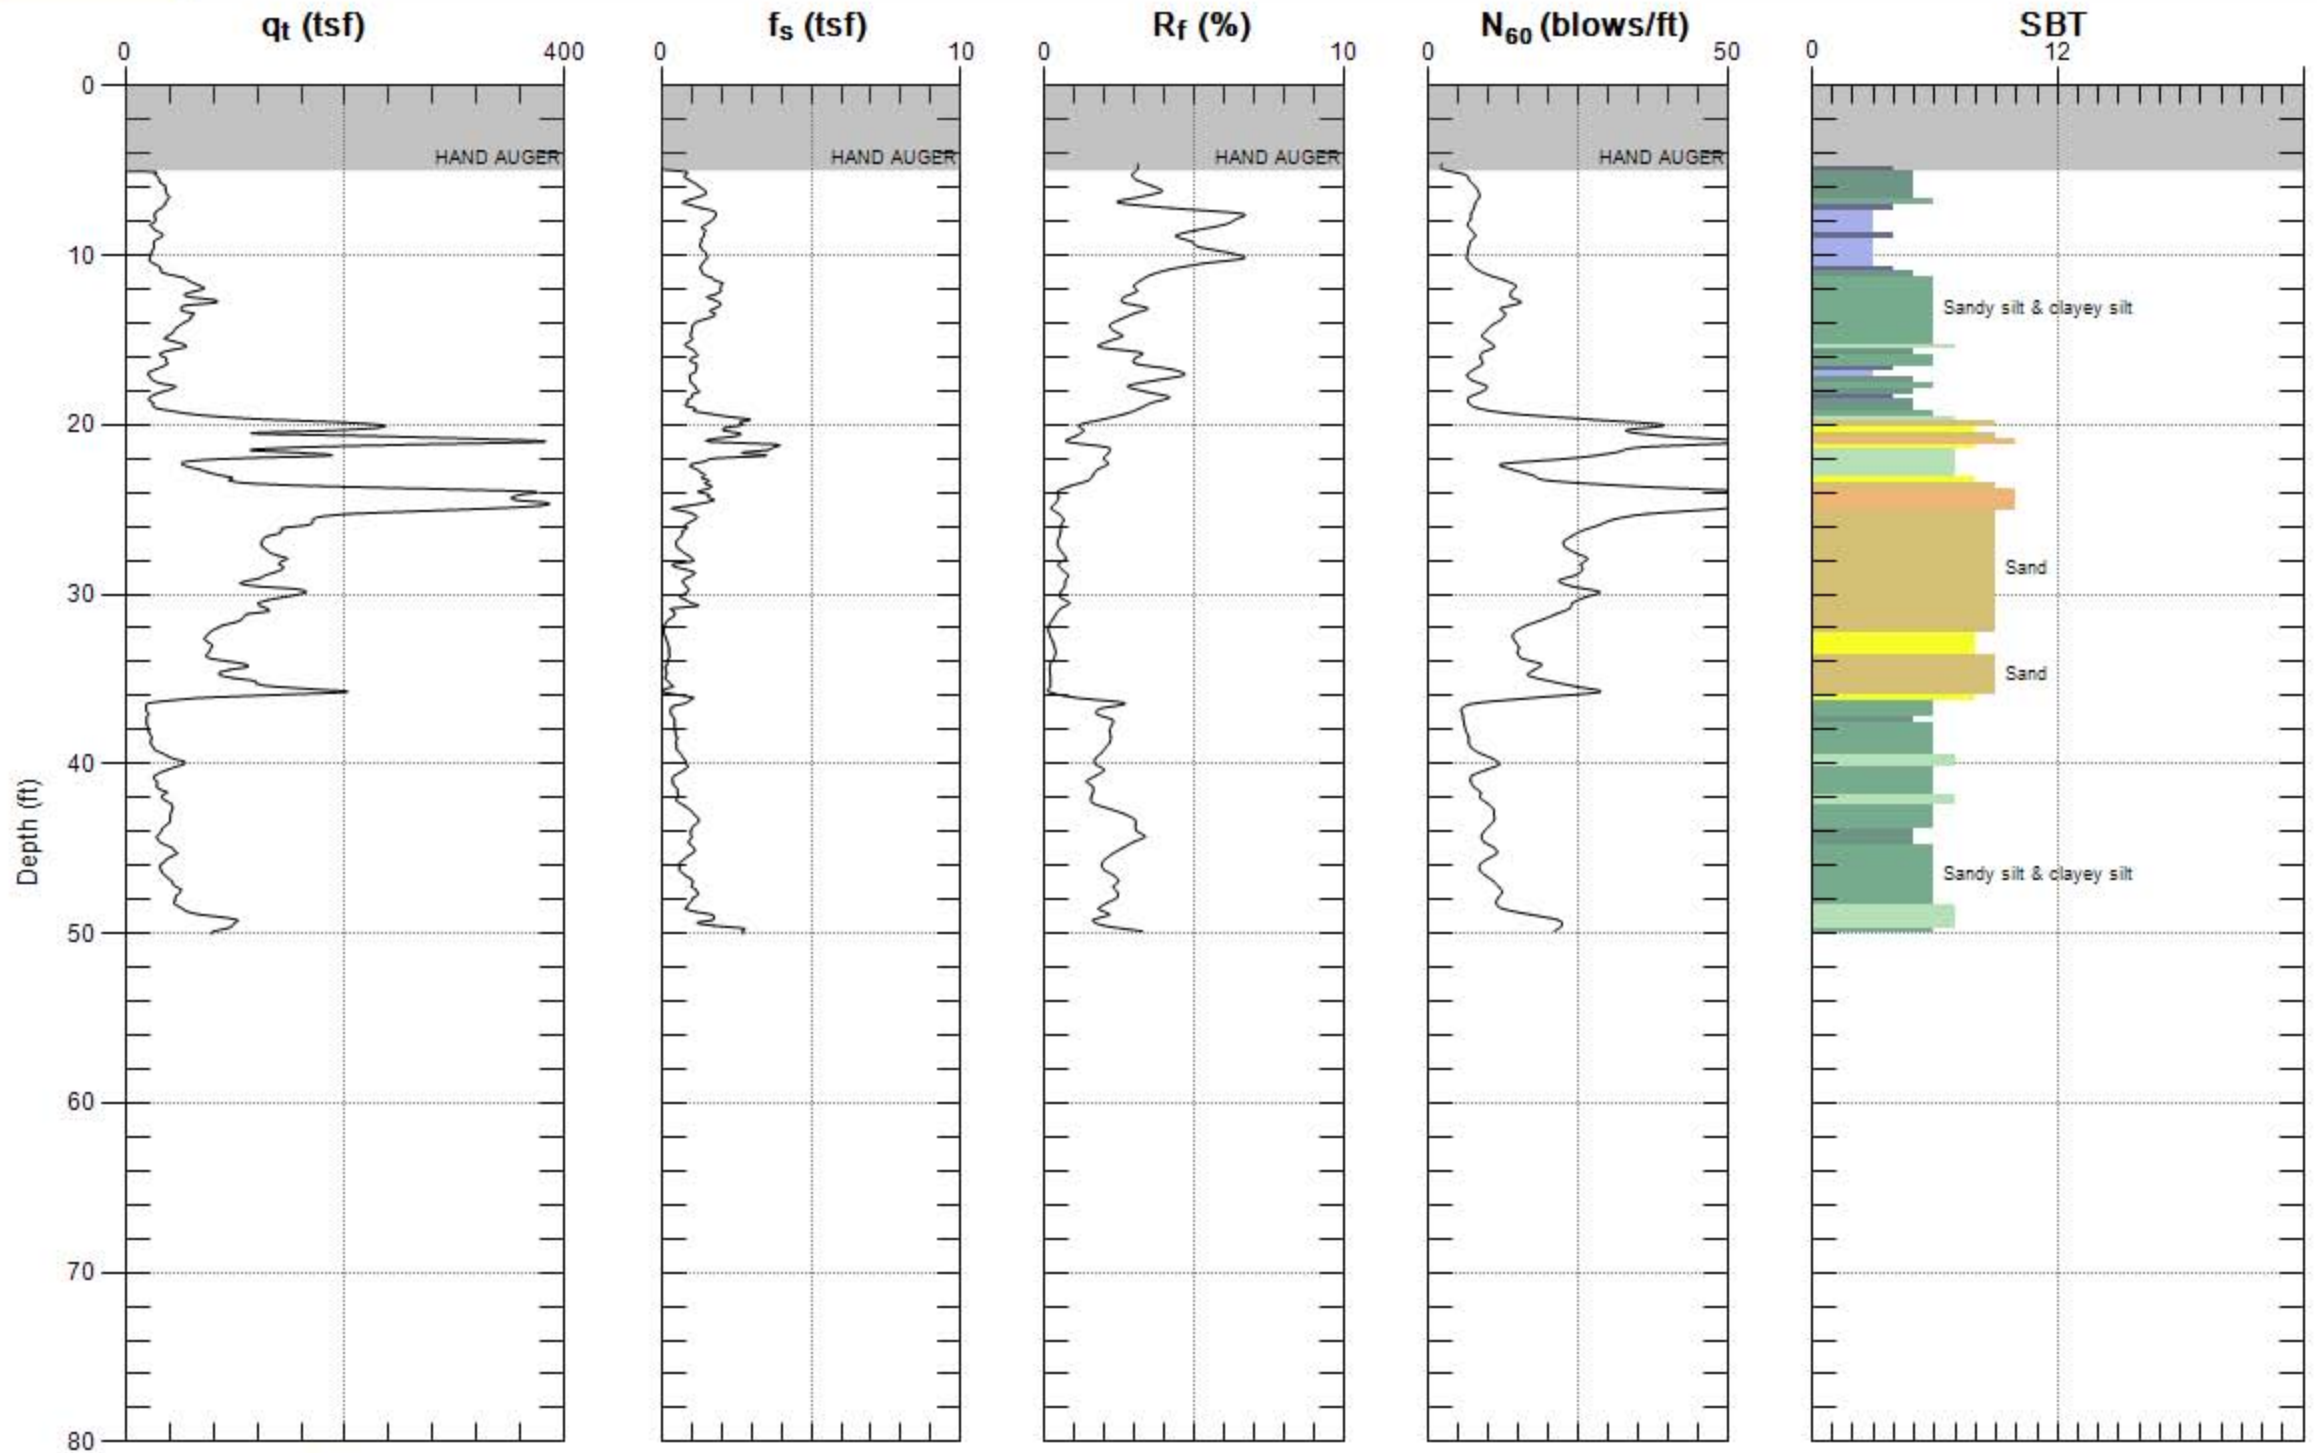 qt (tsf) fs (tsf) Rf (%) N60 (blows/ft) SBT
0 400 0 10 0 10 0 50 0 12
0
HAND AUGER HAND AUGER HAND AUGER HAND AUGER
10
Sandy silt & clayey silt
20
Sand
30
Sand
40
Depth (ft)
Sandy silt & clayey silt
50
60
70
80